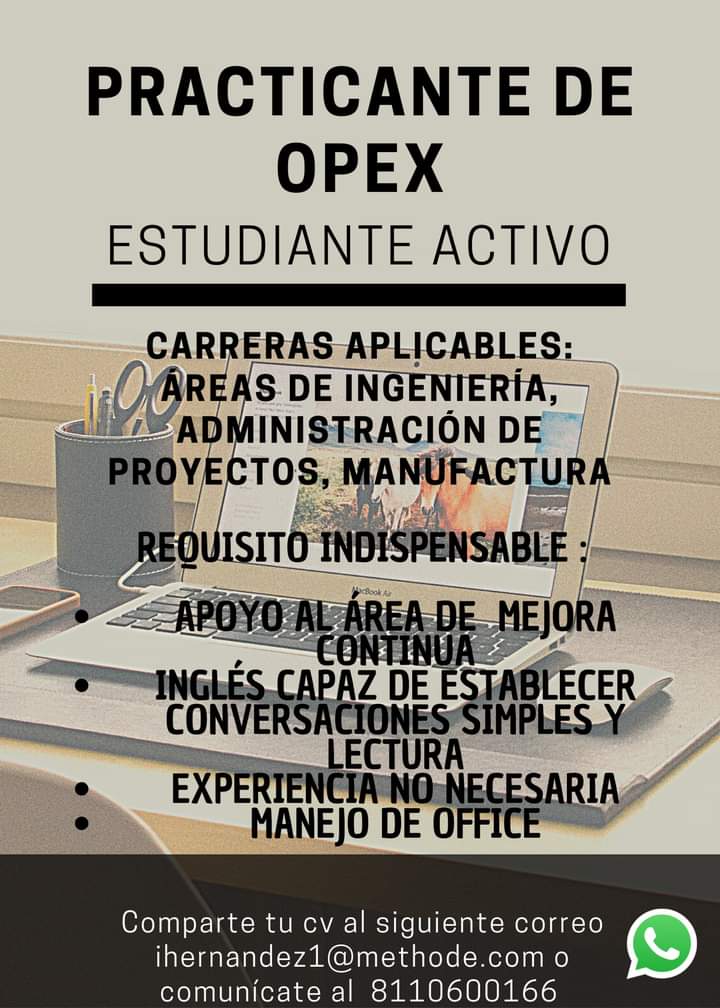 PRACTICANTE DE
OPEX
ESTUDIANTE ACTIVO
CARRERAS APLICABLES:
ÁREAS DE INGENIERÍA,
ADMINISTRACIÓN DE
PROYECTOS, MANUFACTURA
REQUISITO INDISPENSABLE :
• APOYO AL ÁREA DE MEJORA
CONTINUA
• INGLÉS CAPAZ DE ESTABLECER
CONVERSACIONES SIMPLES Y
LECTURA
• EXPERIENCIA NO NECESARIA
• MANEJO DE OFFICE
MacBook Air
Comparte tu cv al siguiente correo
ihernandez1@methode.com o
comunícate al 8110600166